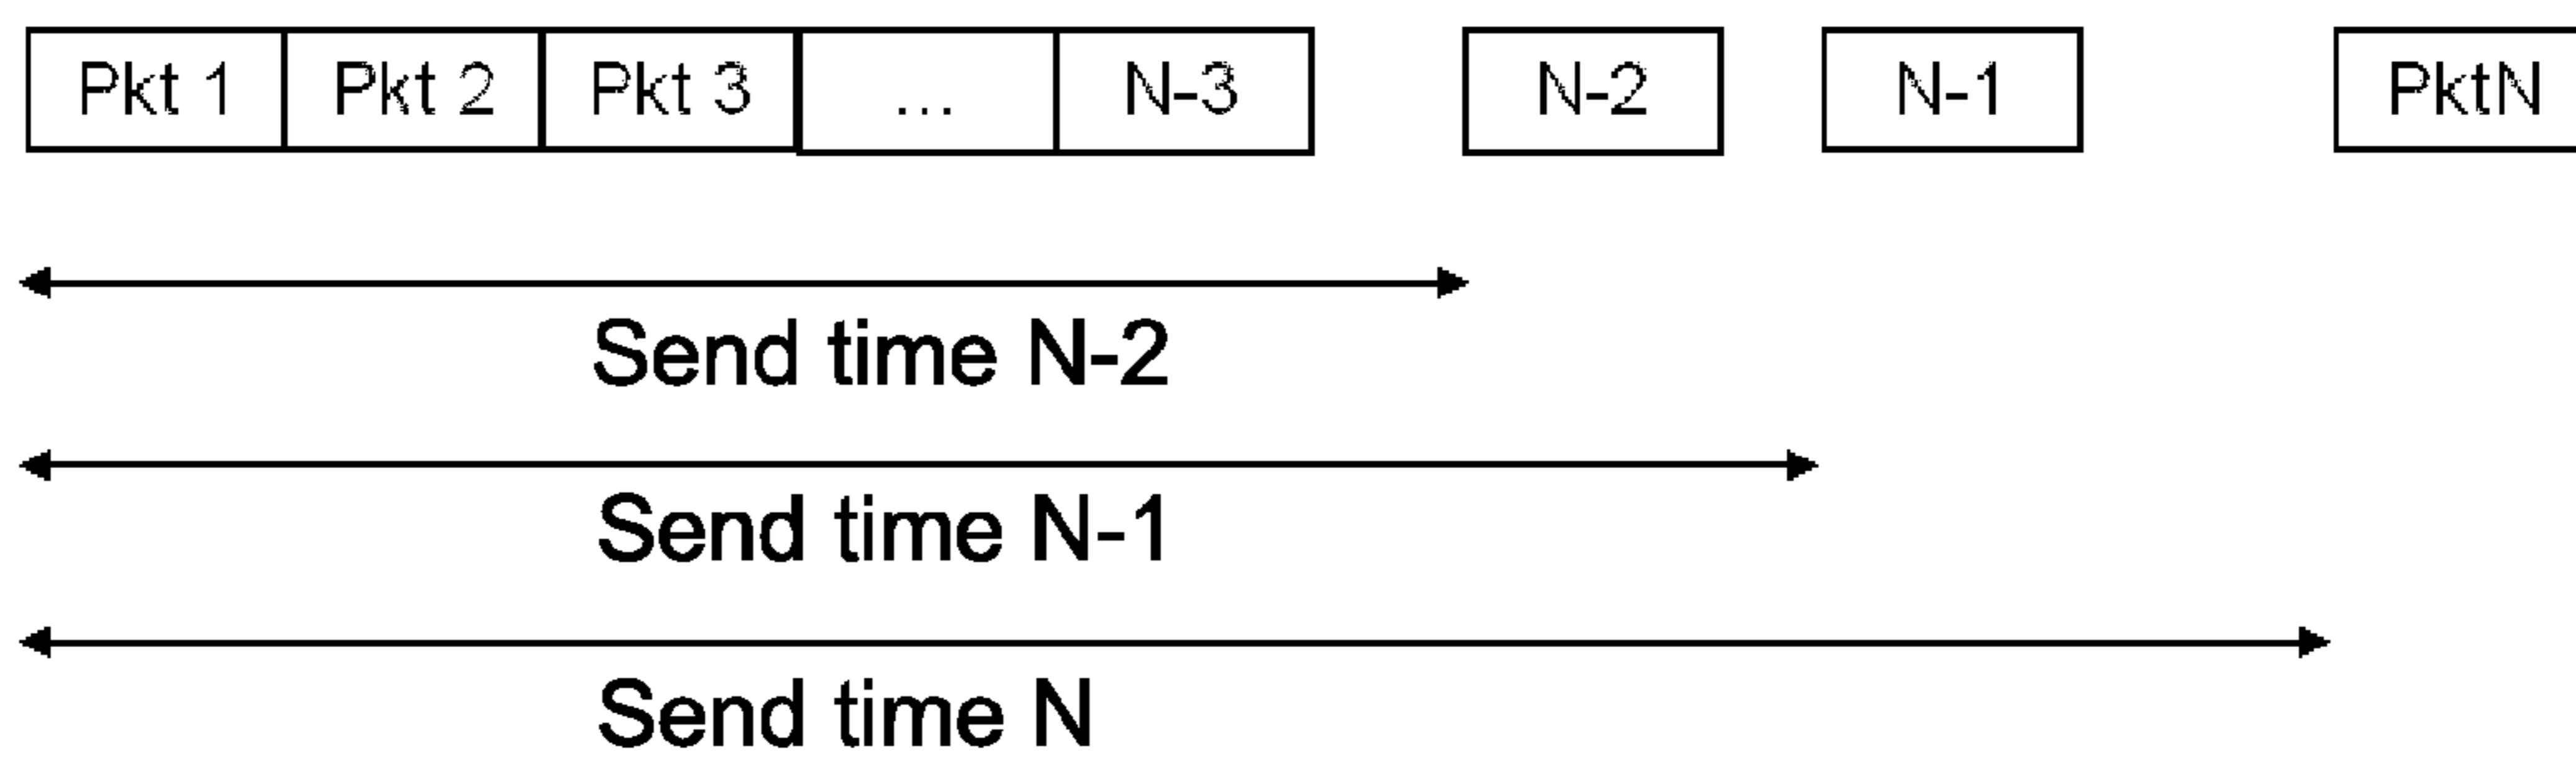 Pkt 1 Pkt 2 Pkt 3 ... N-3 N-2 N-1 PktN
Send time N-2
Send time N-1
Send time N